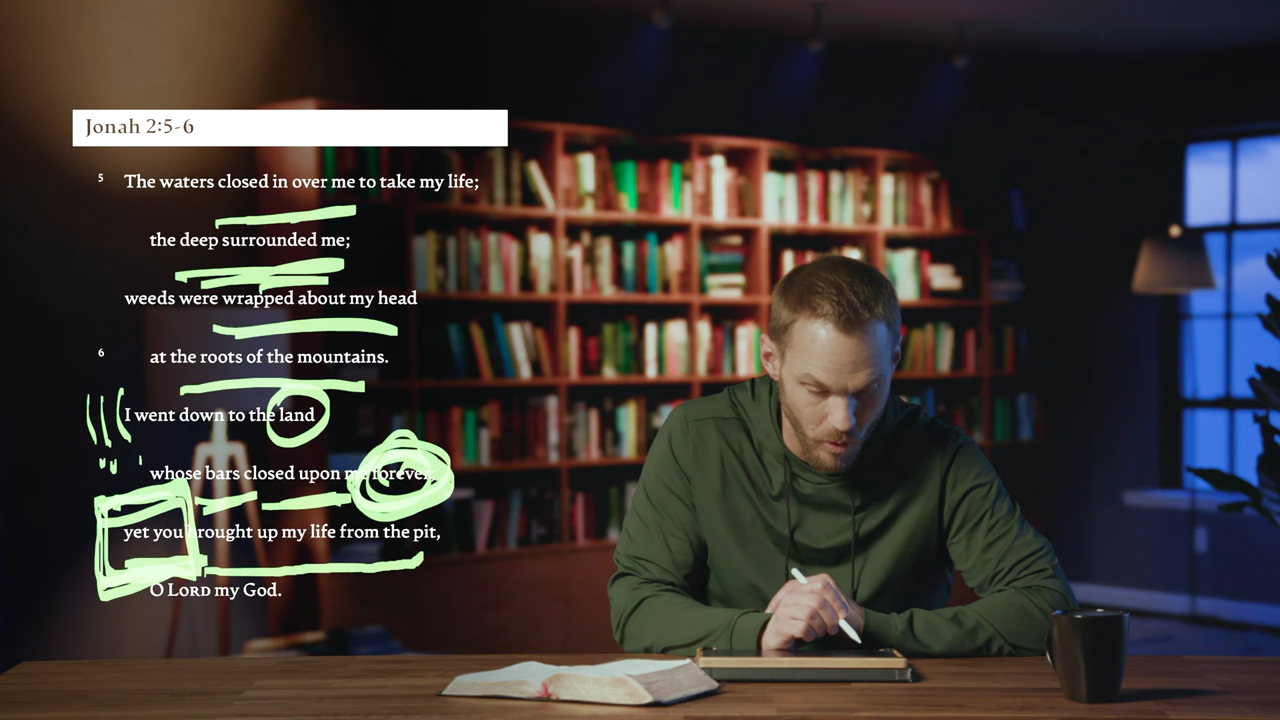 Jonah 2:5-6
5 The waters closed in over me to take my life;
the deep surrounded me;
weeds were wrapped about my head
6 at the roots of the mountains.
I went down to the land
whose bars closed upon me forever;
yet you brought up my life from the pit,
O LORD my God.